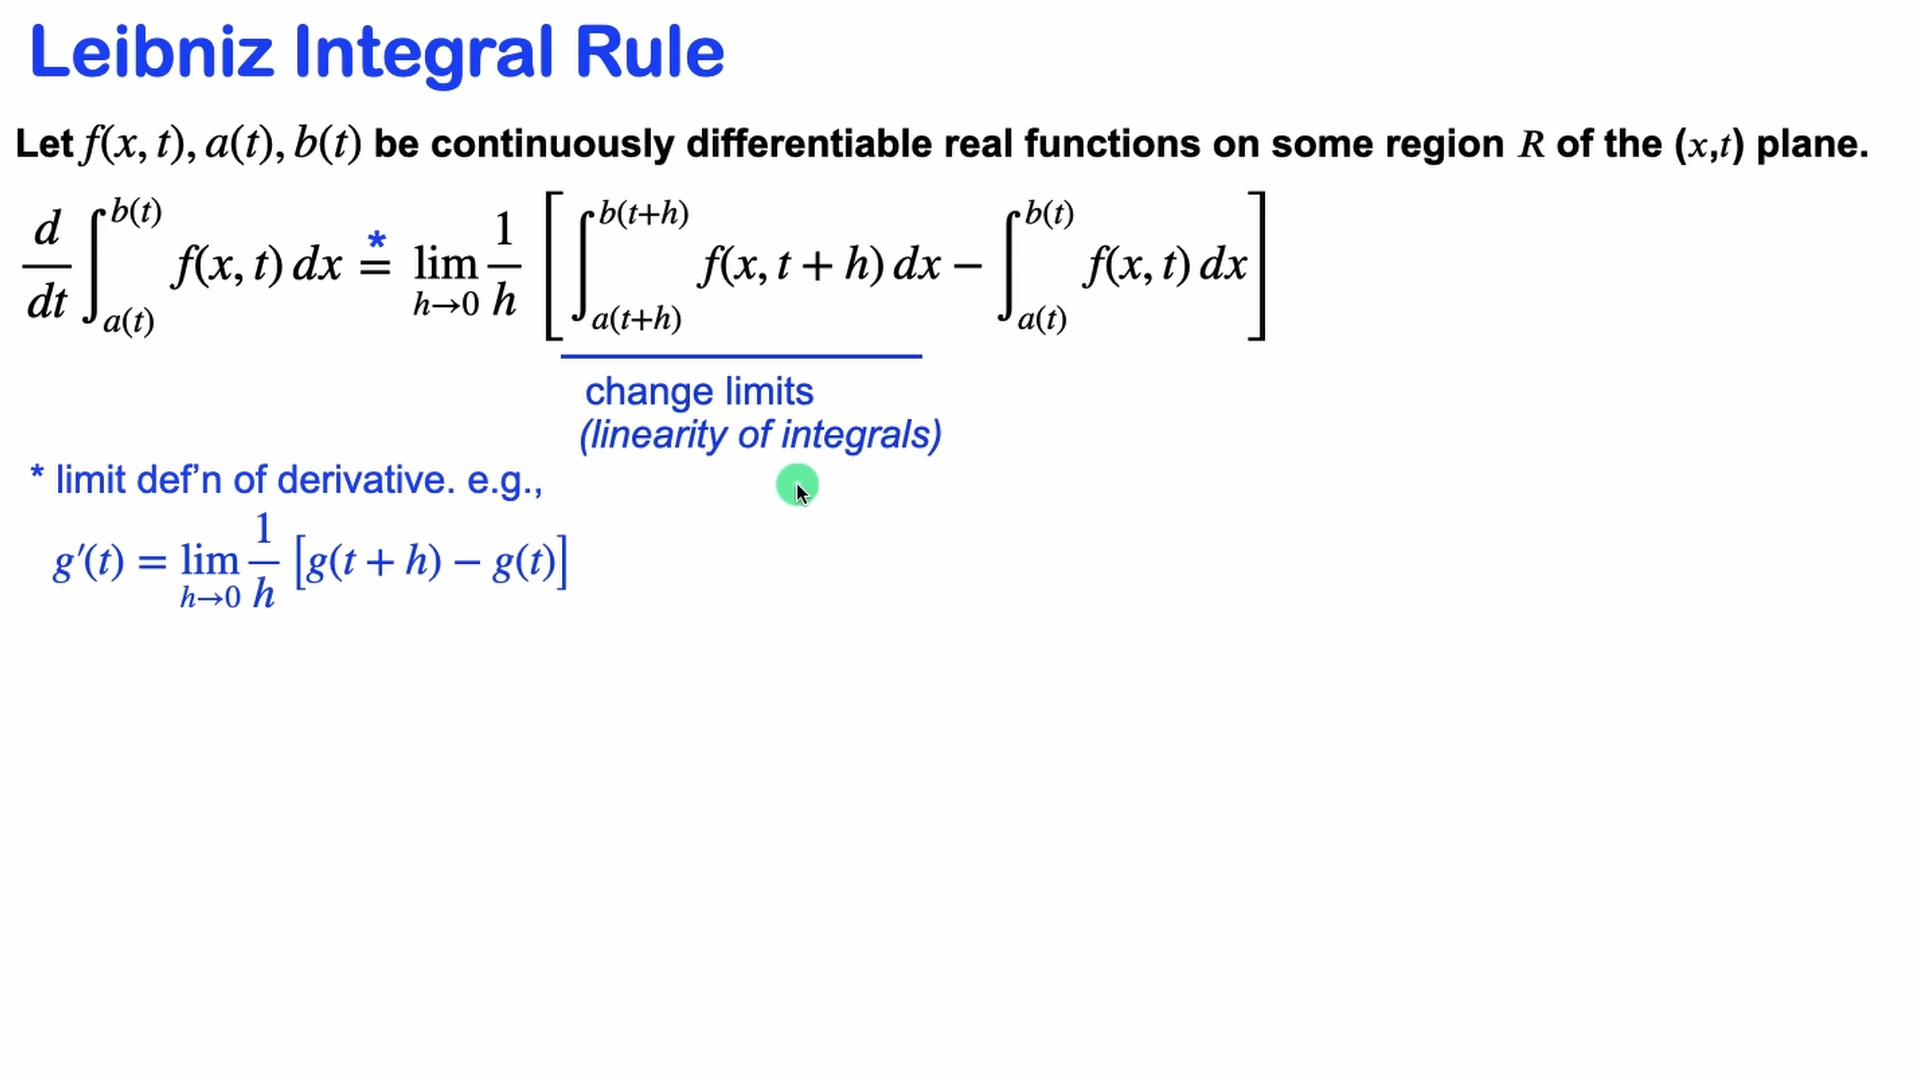 Leibniz Integral Rule
Let f(x, t), a(t), b(t) be continuously differentiable real functions on some region R of the (x,t) plane.
d/dt ∫_{a(t)}^{b(t)} f(x, t) dx =* lim_{h→0} 1/h [∫_{a(t+h)}^{b(t+h)} f(x, t + h) dx − ∫_{a(t)}^{b(t)} f(x, t) dx]
change limits
(linearity of integrals)
* limit def’n of derivative. e.g.,
g′(t) = lim_{h→0} 1/h [g(t + h) − g(t)]